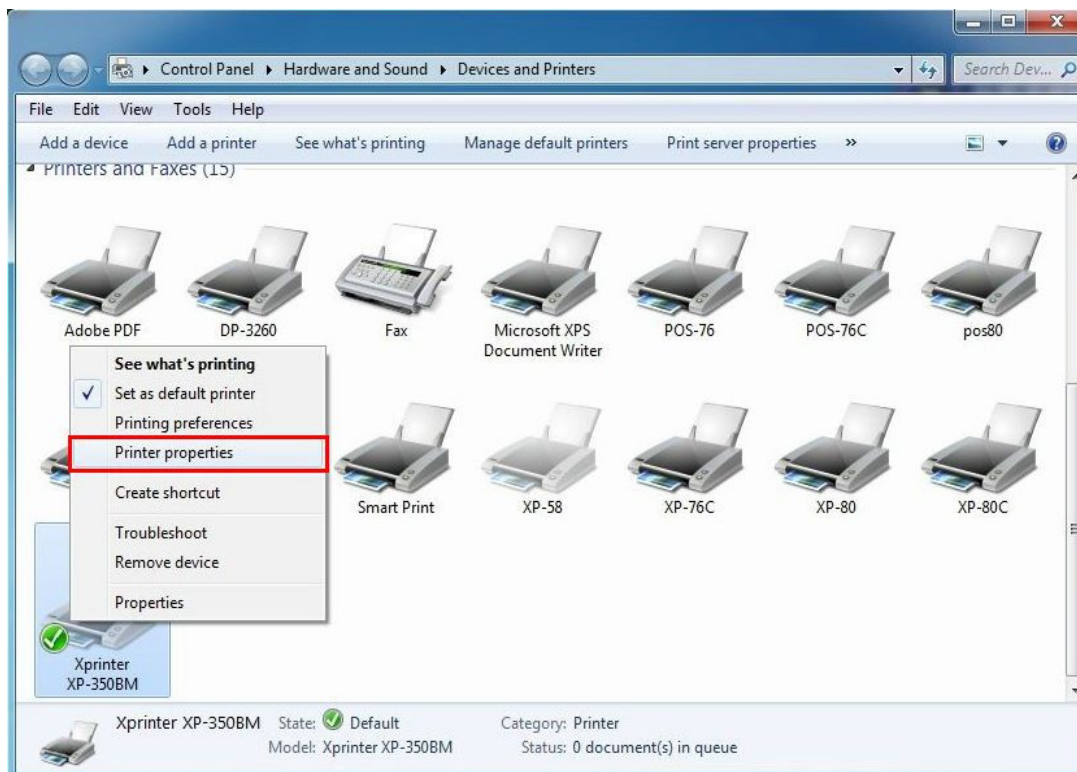 Control Panel ▸ Hardware and Sound ▸ Devices and Printers
Search Dev...
File Edit View Tools Help
Add a device Add a printer See what's printing Manage default printers Print server properties »
Printers and Faxes (15)
Adobe PDF DP-3260 Fax Microsoft XPS POS-76 POS-76C pos80
Document Writer
See what's printing
Set as default printer
Printing preferences
Printer properties
Create shortcut
Troubleshoot
Remove device
Properties
Smart Print XP-58 XP-76C XP-80 XP-80C
Xprinter
XP-350BM
Xprinter XP-350BM State: Default Category: Printer
Model: Xprinter XP-350BM Status: 0 document(s) in queue